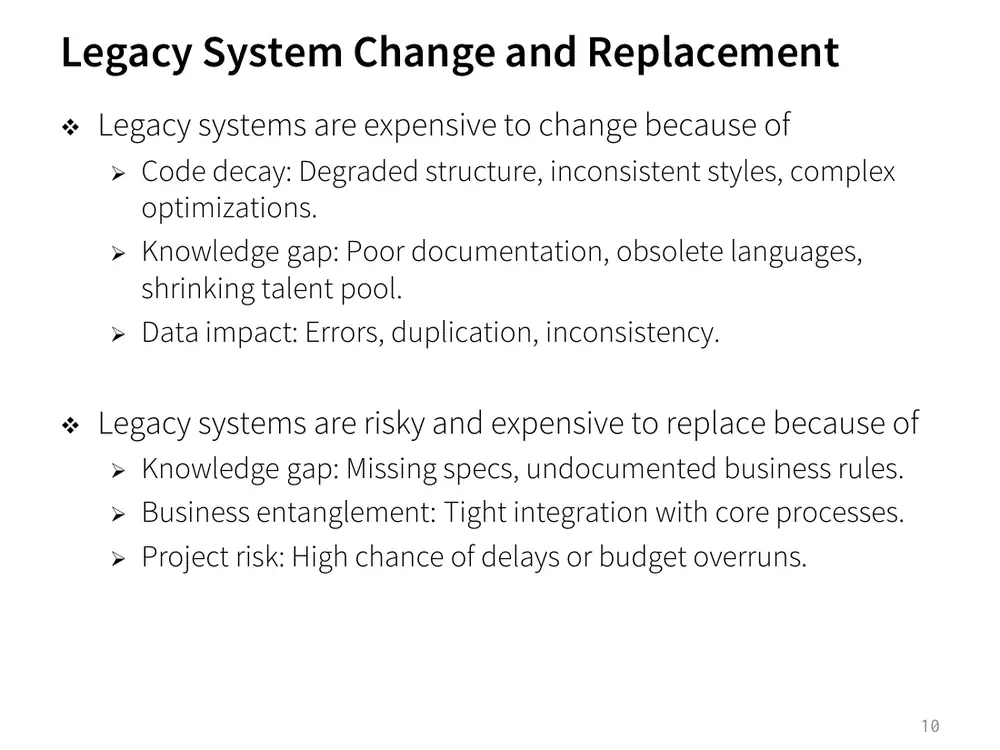 Legacy System Change and Replacement
❖ Legacy systems are expensive to change because of
➢ Code decay: Degraded structure, inconsistent styles, complex
optimizations.
➢ Knowledge gap: Poor documentation, obsolete languages,
shrinking talent pool.
➢ Data impact: Errors, duplication, inconsistency.
❖ Legacy systems are risky and expensive to replace because of
➢ Knowledge gap: Missing specs, undocumented business rules.
➢ Business entanglement: Tight integration with core processes.
➢ Project risk: High chance of delays or budget overruns.
10